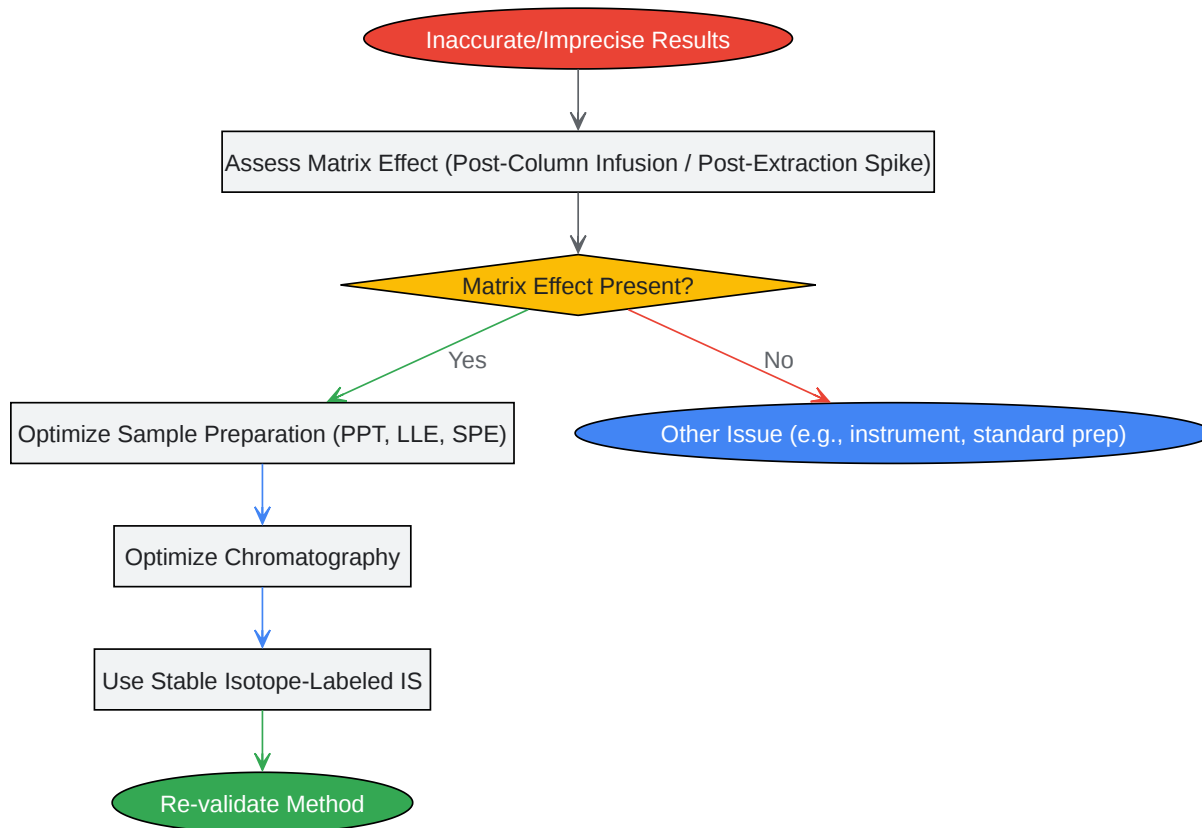 Inaccurate/Imprecise Results
Assess Matrix Effect (Post-Column Infusion / Post-Extraction Spike)
Matrix Effect Present?
Yes
No
Optimize Sample Preparation (PPT, LLE, SPE)
Other Issue (e.g., instrument, standard prep)
Optimize Chromatography
Use Stable Isotope-Labeled IS
Re-validate Method